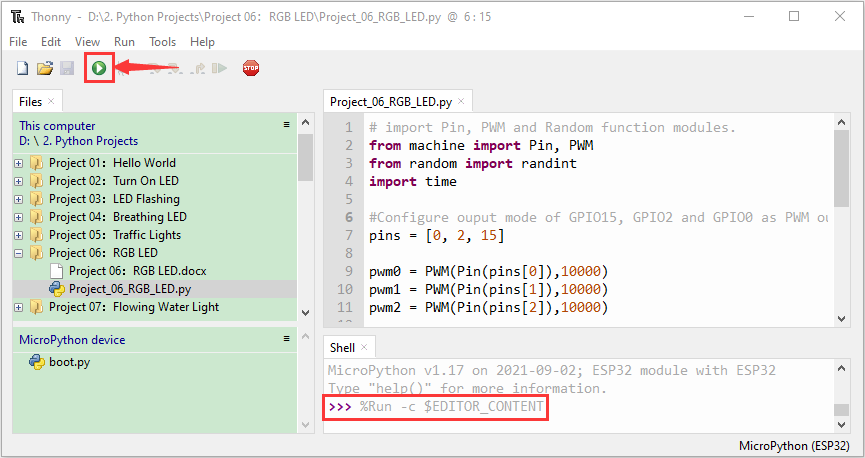 Thonny - D:\2. Python Projects\Project 06：RGB LED\Project_06_RGB_LED.py @ 6 : 15
File Edit View Run Tools Help
STOP
Files ×
This computer
D: \ 2. Python Projects
Project 01：Hello World
Project 02：Turn On LED
Project 03：LED Flashing
Project 04：Breathing LED
Project 05：Traffic Lights
Project 06：RGB LED
Project 06：RGB LED.docx
Project_06_RGB_LED.py
Project 07：Flowing Water Light
MicroPython device
boot.py
Project_06_RGB_LED.py ×
1 # import Pin, PWM and Random function modules.
2 from machine import Pin, PWM
3 from random import randint
4 import time
5
6 #Configure ouput mode of GPIO15, GPIO2 and GPIO0 as PWM ou
7 pins = [0, 2, 15]
8
9 pwm0 = PWM(Pin(pins[0]),10000)
10 pwm1 = PWM(Pin(pins[1]),10000)
11 pwm2 = PWM(Pin(pins[2]),10000)
Shell ×
MicroPython v1.17 on 2021-09-02; ESP32 module with ESP32
Type "help()" for more information.
>>> %Run -c $EDITOR_CONTENT
MicroPython (ESP32)